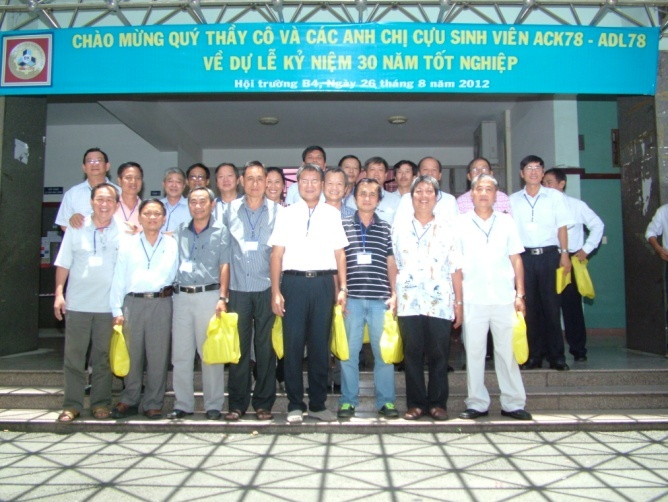 CHÀO MỪNG QUÝ THẦY CÔ VÀ CÁC ANH CHỊ CỰU SINH VIÊN ACK78 - ADL78
VỀ DỰ LỄ KỶ NIỆM 30 NĂM TỐT NGHIỆP
Hội trường B4, Ngày 26 tháng 8 năm 2012